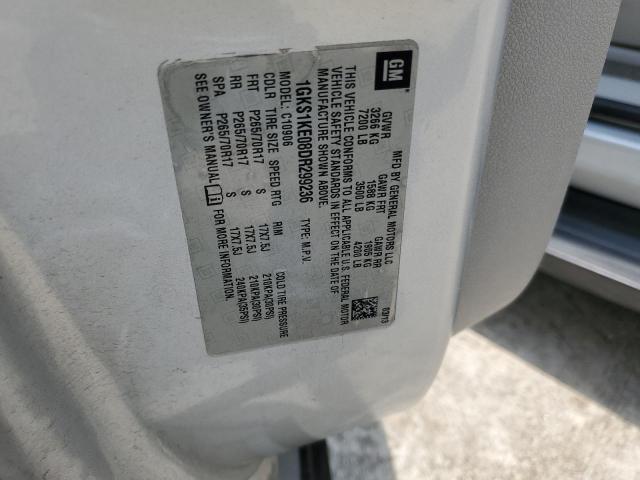 GM
MFD BY GENERAL MOTORS LLC
03/13
GVWR GAWR FRT GAWR RR
3266 KG 1588 KG 1905 KG
7200 LB 3500 LB 4200 LB
THIS VEHICLE CONFORMS TO ALL APPLICABLE U.S. FEDERAL MOTOR
VEHICLE SAFETY STANDARDS IN EFFECT ON THE DATE OF
MANUFACTURE SHOWN ABOVE.
1GKS1KE08DR299236 TYPE: M.P.V.
C10906
CDLR TIRE SIZE SPEED RTG RIM COLD TIRE PRESSURE
FRT P265/70R17 S 17X7.5J 210KPA(30PSI)
RR P265/70R17 S 17X7.5J 210KPA(30PSI)
SPA P265/70R17 S 17X7.5J 240KPA(35PSI)
SEE OWNER'S MANUAL FOR MORE INFORMATION.